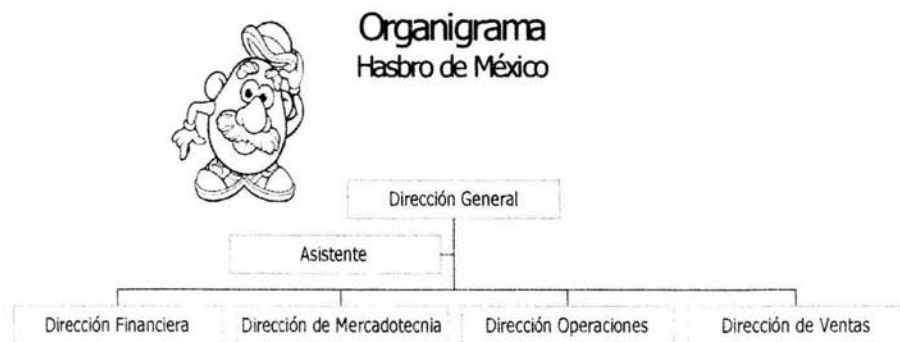 Organigrama
Hasbro de México
Dirección General
Asistente
Dirección Financiera
Dirección de Mercadotecnia
Dirección Operaciones
Dirección de Ventas